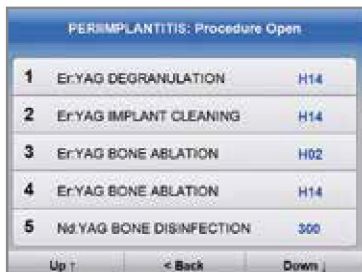 PERIIMPLANTITIS: Procedure Open
1 Er:YAG DEGRANULATION H14
2 Er:YAG IMPLANT CLEANING H14
3 Er:YAG BONE ABLATION H02
4 Er:YAG BONE ABLATION H14
5 Nd:YAG BONE DISINFECTION 300
Up ↑ < Back Down ↓